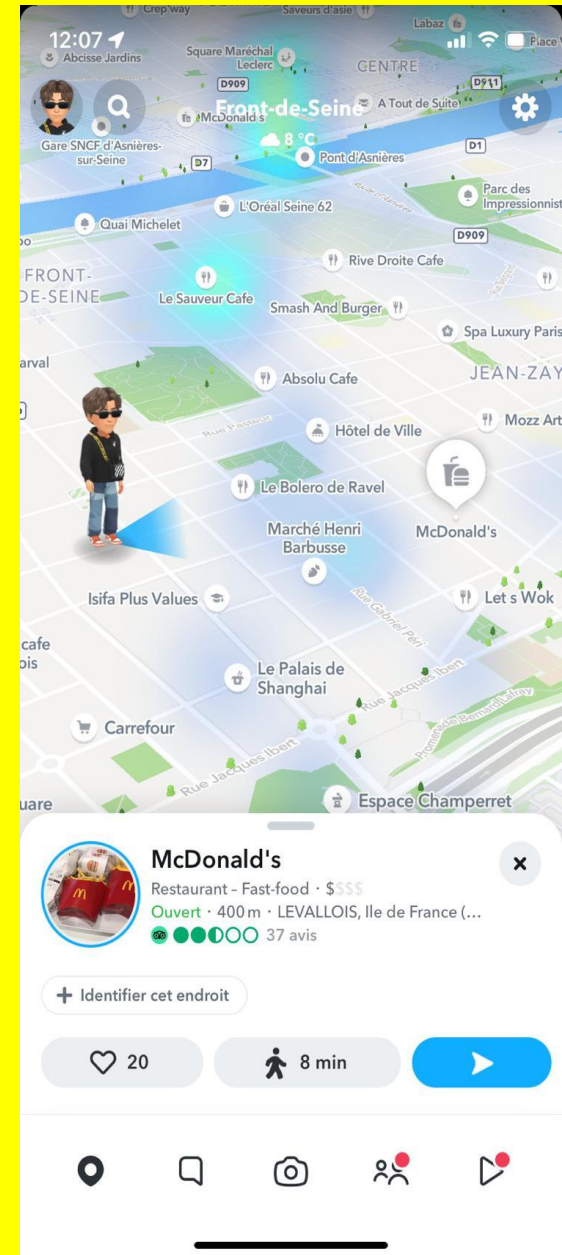 Crep'way
Saveurs d'asie
Labaz
12:07
Abcisse Jardins
Square Maréchal
Leclerc
CENTRE
Place
D909
D911
McDonald's
Front-de-Seine
A Tout de Suite
8 °C
Gare SNCF d'Asnières-
sur-Seine
D7
Pont d'Asnières
D1
Parc des
Impressionnist
L'Oréal Seine 62
Quai Michelet
D909
FRONT-
DE-SEINE
Rive Droite Cafe
Le Sauveur Cafe
Smash And Burger
Spa Luxury Paris
arval
Absolu Cafe
JEAN-ZAY
Rue Pasteur
Hôtel de Ville
Mozz Art
Le Bolero de Ravel
Marché Henri
Barbusse
McDonald's
Isifa Plus Values
Rue Gabriel Péri
Let s Wok
cafe
ois
Le Palais de
Shanghai
Rue Jacques Ibert
Promenade Bernard Lafay
Carrefour
Rue Jacques Ibert
uare
Espace Champerret
McDonald's
Restaurant – Fast-food · $$$$
Ouvert · 400 m · LEVALLOIS, Ile de France (...
37 avis
+ Identifier cet endroit
20
8 min